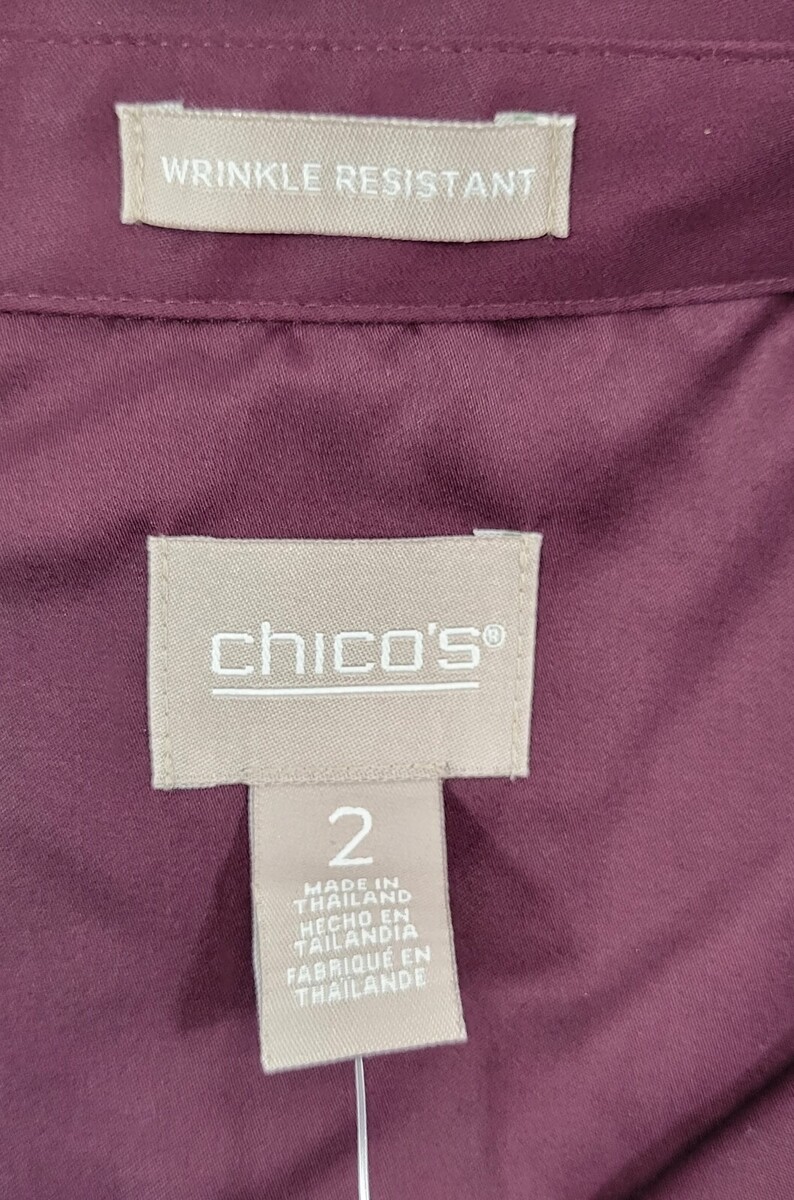 WRINKLE RESISTANT
chico's®
2
MADE IN
THAILAND
HECHO EN
TAILANDIA
FABRIQUÉ EN
THAÏLANDE